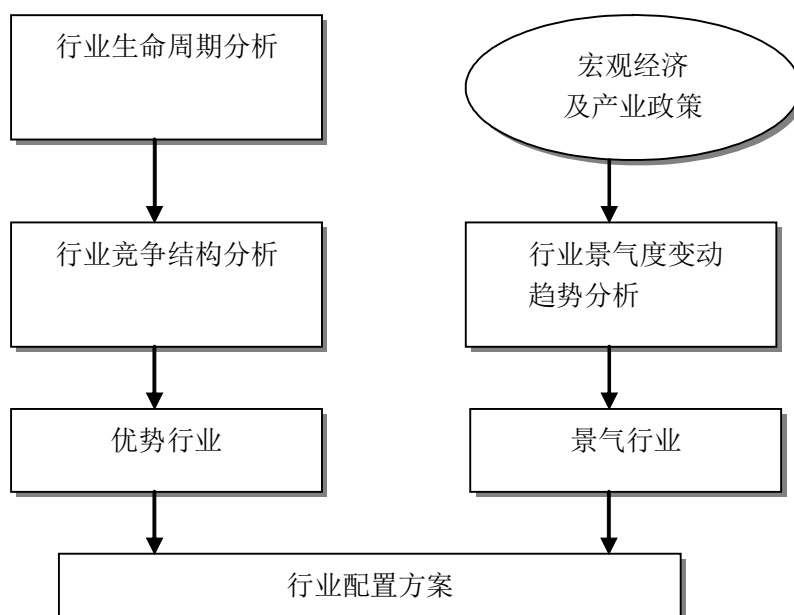 行业生命周期分析
宏观经济
及产业政策
行业竞争结构分析
行业景气度变动
趋势分析
优势行业
景气行业
行业配置方案